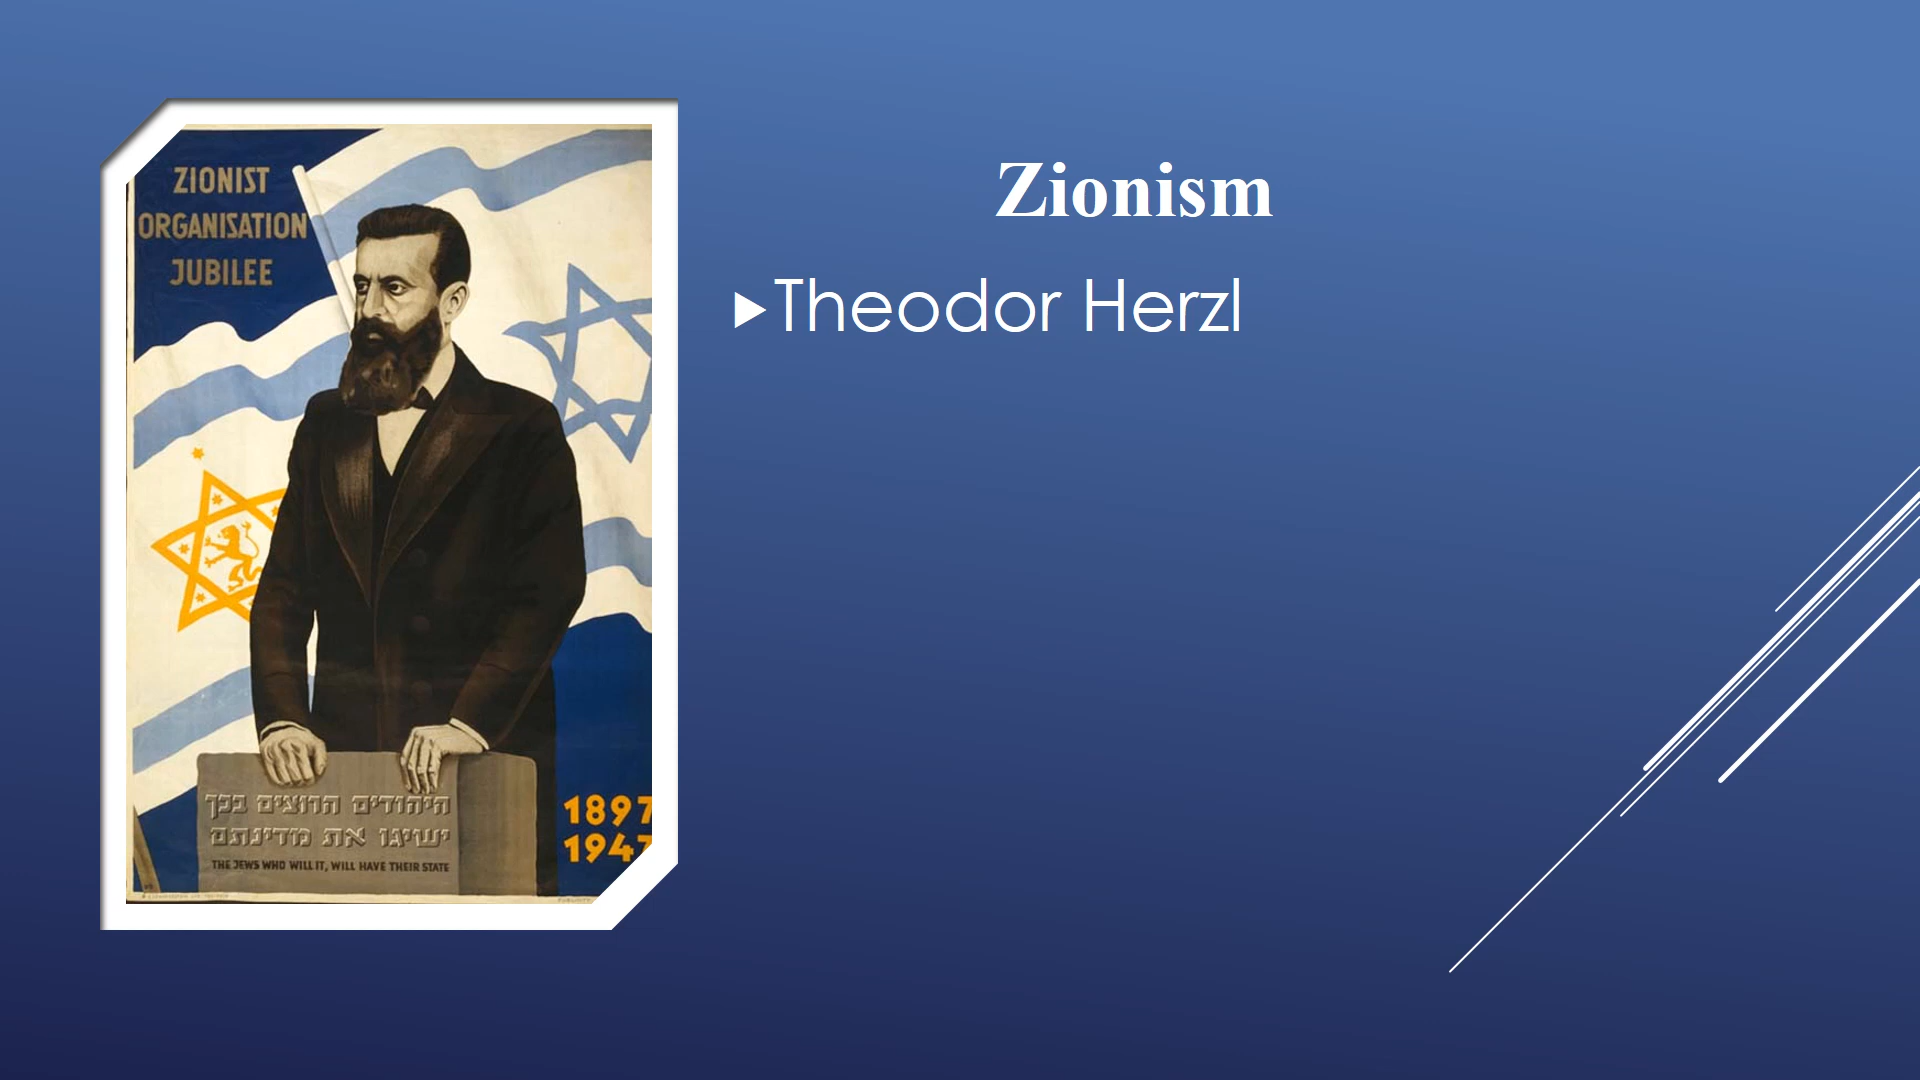 ZIONIST
ORGANISATION
JUBILEE
היהודים הרוצים בכך
ישיגו את מדינתם
THE JEWS WHO WILL IT, WILL HAVE THEIR STATE
1897
1947
Zionism
Theodor Herzl